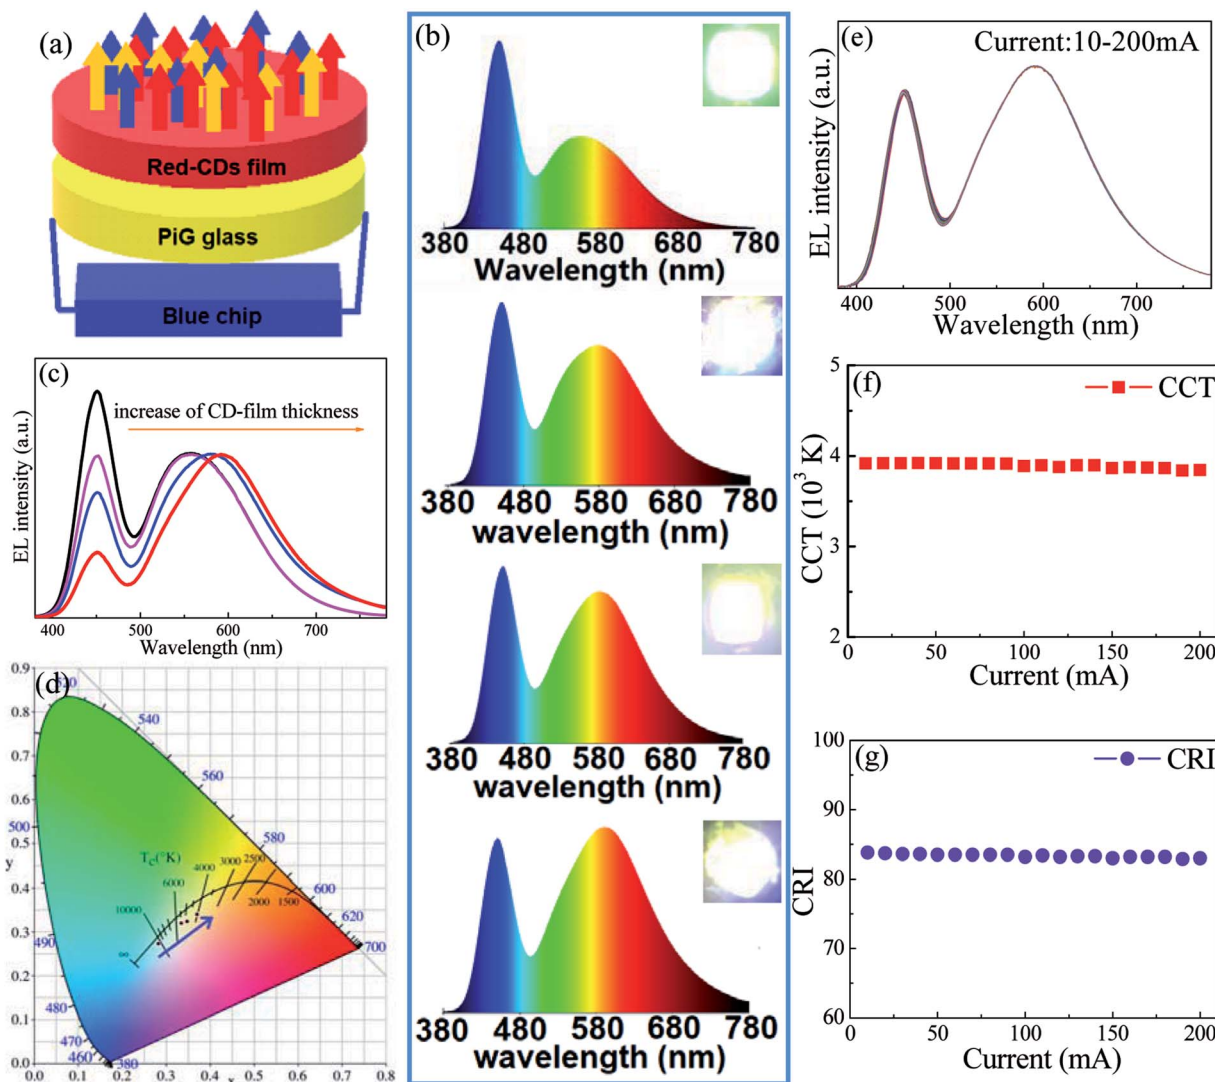 (a)
Red-CDs film
PiG glass
Blue chip
(b)
380 480 580 680 780
Wavelength (nm)
380 480 580 680 780
wavelength (nm)
380 480 580 680 780
wavelength (nm)
380 480 580 680 780
wavelength (nm)
(c)
increase of CD-film thickness
EL intensity (a.u.)
400 500 600 700
Wavelength (nm)
(d)
0.9
0.8
0.7
0.6
0.5
y
0.4
0.3
0.2
0.1
0.0
0.0 0.1 0.2 0.3 0.4 0.5 0.6 0.7 0.8
x
520
540
560
580
600
620
700
500
490
480
470
460
380
Tc(°K)
∞
10000
6000
4000
3000
2500
2000
1500
(e)
Current:10-200mA
EL intensity (a.u.)
400 500 600 700
Wavelength (nm)
(f)
CCT
5
4
3
2
CCT (10³ K)
0 50 100 150 200
Current (mA)
(g)
CRI
100
90
80
70
60
CRI
0 50 100 150 200
Current (mA)